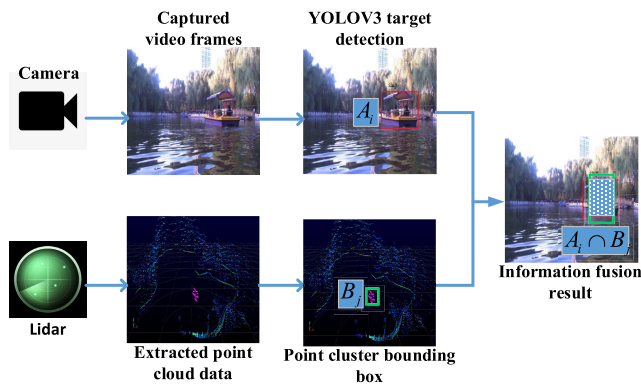 Captured
video frames
YOLOV3 target
detection
Camera
A_i
A_i ∩ B_j
Information fusion
result
B_j
Lidar
Extracted point
cloud data
Point cluster bounding
box